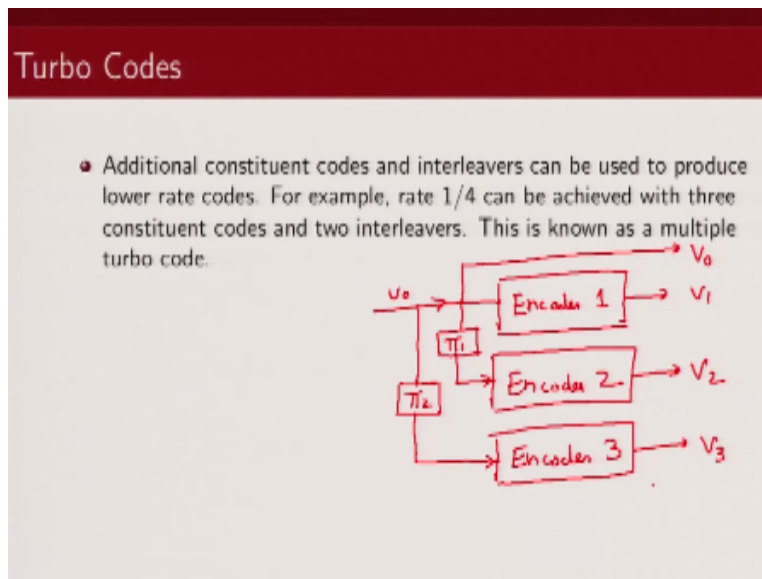 Turbo Codes
Additional constituent codes and interleavers can be used to produce
lower rate codes. For example, rate 1/4 can be achieved with three
constituent codes and two interleavers. This is known as a multiple
turbo code.
V₀
U₀
Encoder 1
V₁
π₁
Encoder 2
V₂
π₂
Encoder 3
V₃